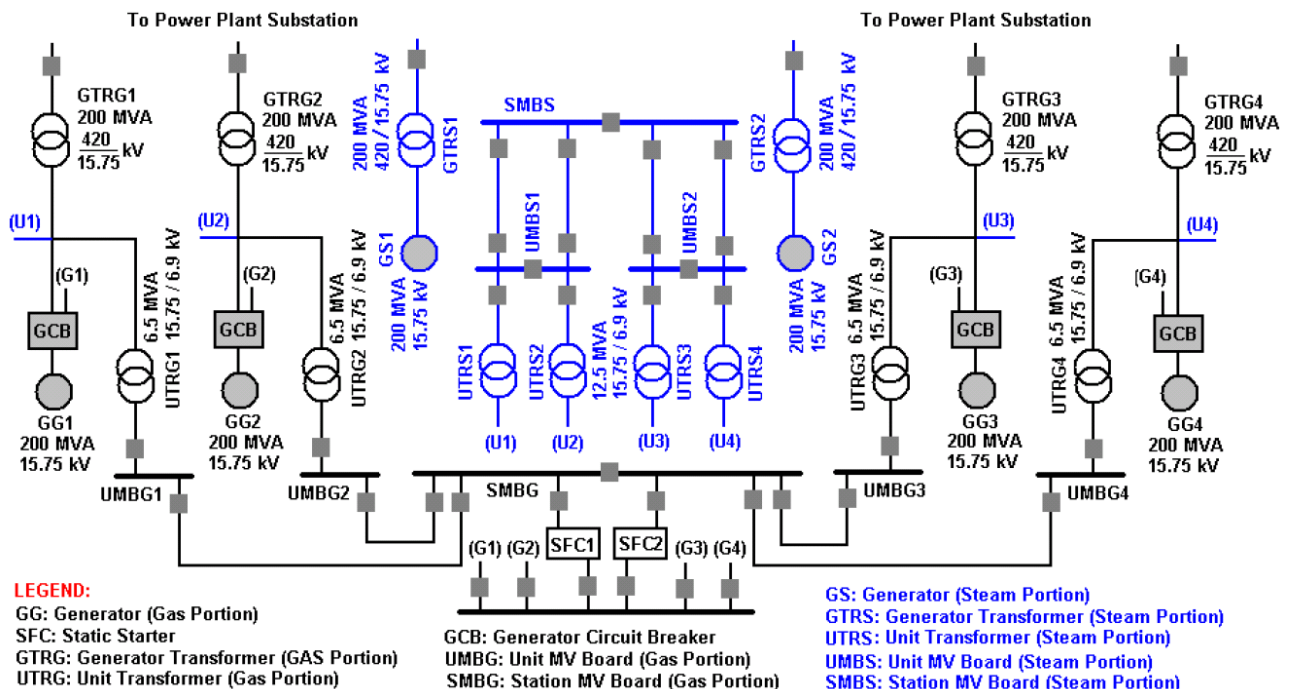 To Power Plant Substation
To Power Plant Substation
GTRG1
200 MVA
420
15.75 kV
GTRG2
200 MVA
420
15.75 kV
200 MVA
420 / 15.75 kV
GTRS1
SMBS
GTRS2
200 MVA
420 / 15.75 kV
GTRG3
200 MVA
420
15.75 kV
GTRG4
200 MVA
420
15.75 kV
(U1)
(U2)
(U3)
(U4)
(G1)
(G2)
(G3)
(G4)
GCB
GCB
GCB
GCB
6.5 MVA
15.75 / 6.9 kV
UTRG1
6.5 MVA
15.75 / 6.9 kV
UTRG2
GS1
200 MVA
15.75 kV
UMBS1
UMBS2
GS2
200 MVA
15.75 kV
6.5 MVA
15.75 / 6.9 kV
UTRG3
6.5 MVA
15.75 / 6.9 kV
UTRG4
UTRS1
UTRS2
12.5 MVA
15.75 / 6.9 kV
UTRS3
UTRS4
(U1)
(U2)
(U3)
(U4)
GG1
200 MVA
15.75 kV
GG2
200 MVA
15.75 kV
GG3
200 MVA
15.75 kV
GG4
200 MVA
15.75 kV
UMBG1
UMBG2
SMBG
UMBG3
UMBG4
SFC1
SFC2
(G1)
(G2)
(G3)
(G4)
LEGEND:
GG: Generator (Gas Portion)
SFC: Static Starter
GTRG: Generator Transformer (GAS Portion)
UTRG: Unit Transformer (Gas Portion)
GCB: Generator Circuit Breaker
UMBG: Unit MV Board (Gas Portion)
SMBG: Station MV Board (Gas Portion)
GS: Generator (Steam Portion)
GTRS: Generator Transformer (Steam Portion)
UTRS: Unit Transformer (Steam Portion)
UMBS: Unit MV Board (Steam Portion)
SMBS: Station MV Board (Steam Portion)